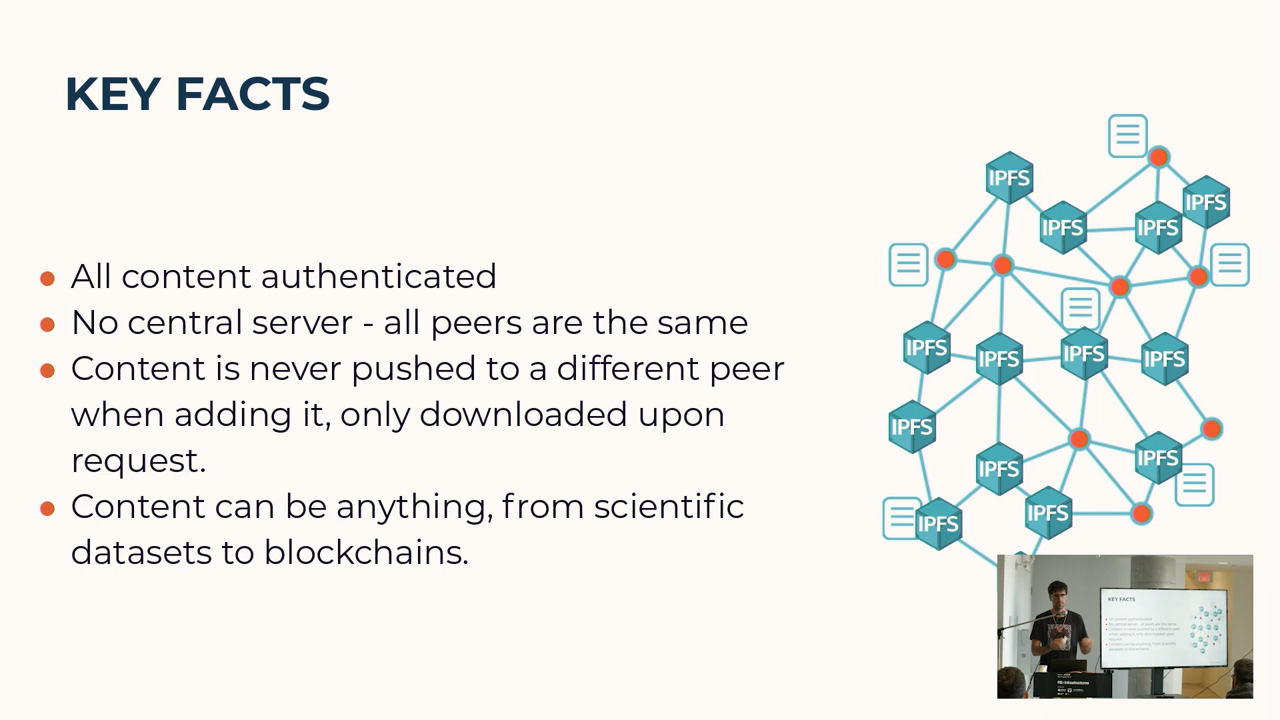 KEY FACTS
All content authenticated
No central server - all peers are the same
Content is never pushed to a different peer
when adding it, only downloaded upon
request.
Content can be anything, from scientific
datasets to blockchains.
IPFS
IPFS
IPFS
IPFS
IPFS
IPFS
IPFS
IPFS
IPFS
IPFS
IPFS
IPFS
IPFS
KEY FACTS